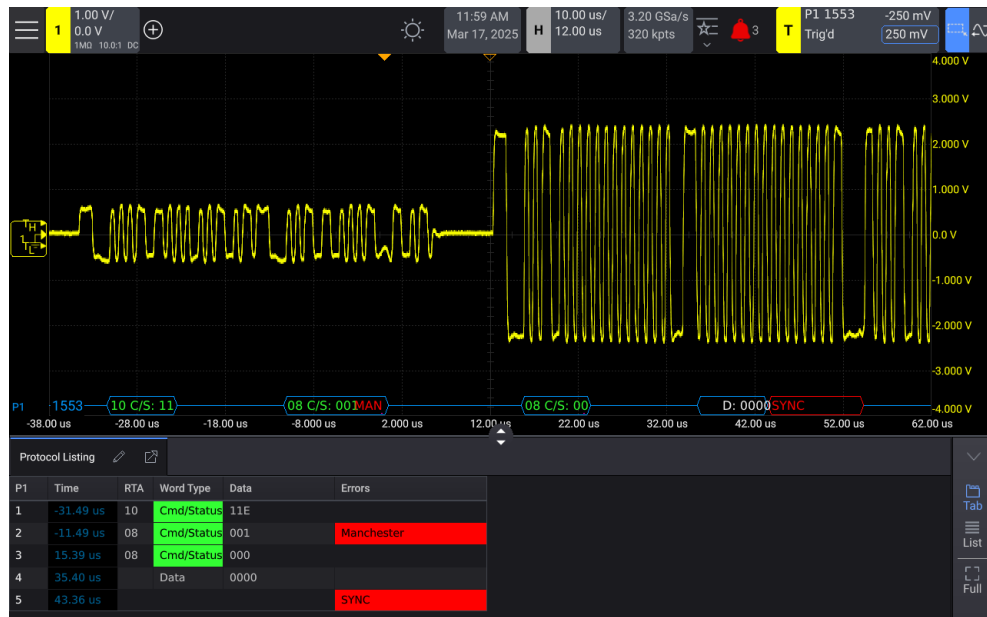 1
1.00 V/
0.0 V
1MΩ 10.0:1 DC
11:59 AM
Mar 17, 2025
H
10.00 us/
12.00 us
3.20 GSa/s
320 kpts
3
T
P1 1553
Trig'd
-250 mV
250 mV
4.000 V
3.000 V
2.000 V
1.000 V
0.0 V
-1.000 V
-2.000 V
-3.000 V
-4.000 V
TH
1
TL
P1
1553
10 C/S: 11
08 C/S: 001
MAN
08 C/S: 00
D: 0000
SYNC
-38.00 us
-28.00 us
-18.00 us
-8.000 us
2.000 us
12.00 us
22.00 us
32.00 us
42.00 us
52.00 us
62.00 us
Protocol Listing
P1 Time RTA Word Type Data Errors
1 -31.49 us 10 Cmd/Status 11E
2 -11.49 us 08 Cmd/Status 001 Manchester
3 15.39 us 08 Cmd/Status 000
4 35.40 us Data 0000
5 43.36 us SYNC
Tab
List
Full